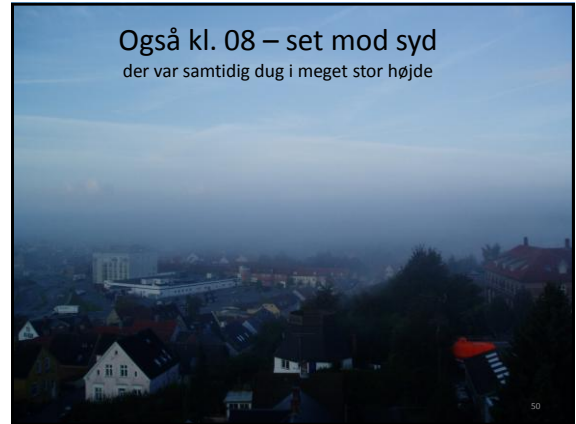 Også kl. 08 – set mod syd
der var samtidig dug i meget stor højde
50